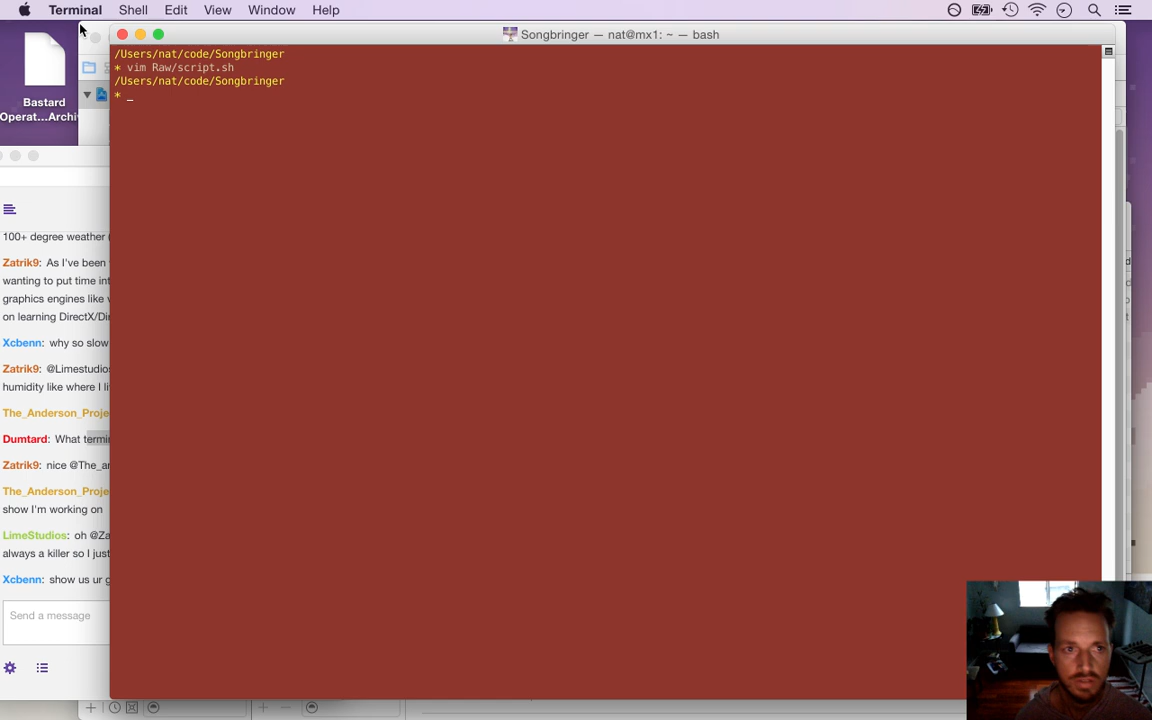 Terminal Shell Edit View Window Help
Songbringer — nat@mx1: ~ — bash
/Users/nat/code/Songbringer
* vim Raw/script.sh
/Users/nat/code/Songbringer
* _
Bastard
Operat...Archi
100+ degree weather
Zatrik9: As I've been
wanting to put time int
graphics engines like
on learning DirectX/Di
Xcbenn: why so slow
Zatrik9: @Limestudios
humidity like where I li
The_Anderson_Proje
Dumtard: What termi
Zatrik9: nice @The_a
The_Anderson_Proje
show I'm working on
LimeStudios: oh @Za
always a killer so I just
Xcbenn: show us ur g
Send a message